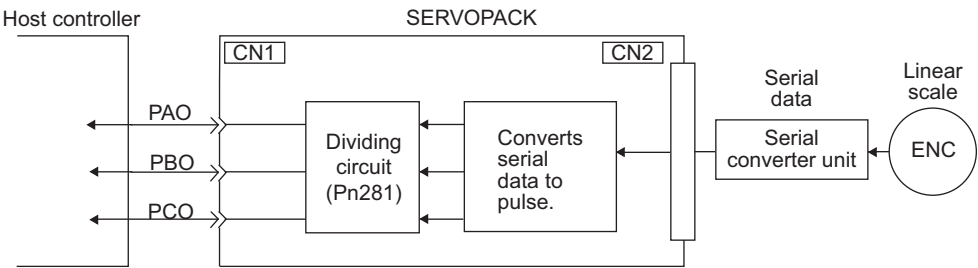 Host controller
SERVOPACK
CN1
CN2
PAO
PBO
PCO
Dividing
circuit
(Pn281)
Converts
serial
data to
pulse.
Serial
data
Serial
converter unit
Linear
scale
ENC